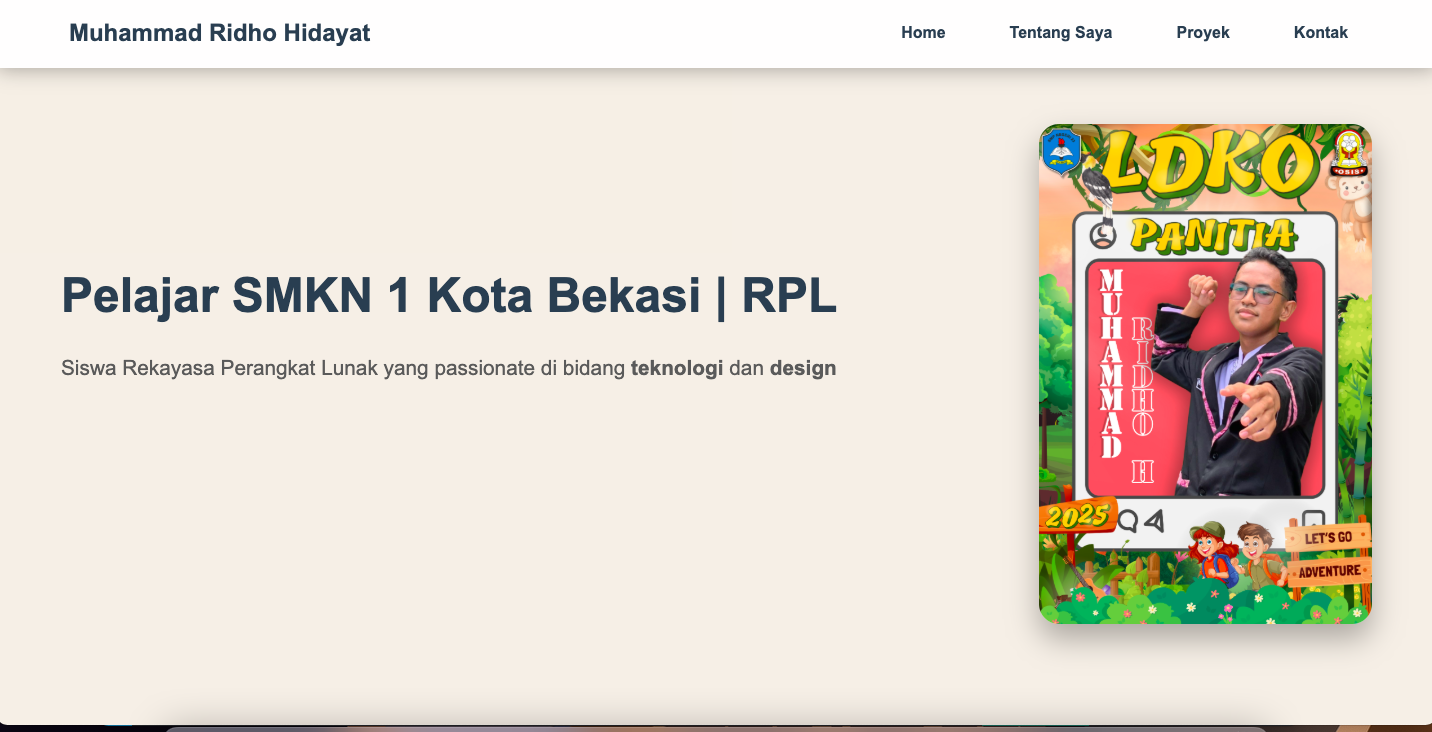 Muhammad Ridho Hidayat
Home
Tentang Saya
Proyek
Kontak
Pelajar SMKN 1 Kota Bekasi | RPL
Siswa Rekayasa Perangkat Lunak yang passionate di bidang teknologi dan design
LDKO
OSIS
PANITIA
MUHAMMAD
RIDHO H
2025
LET'S GO
ADVENTURE